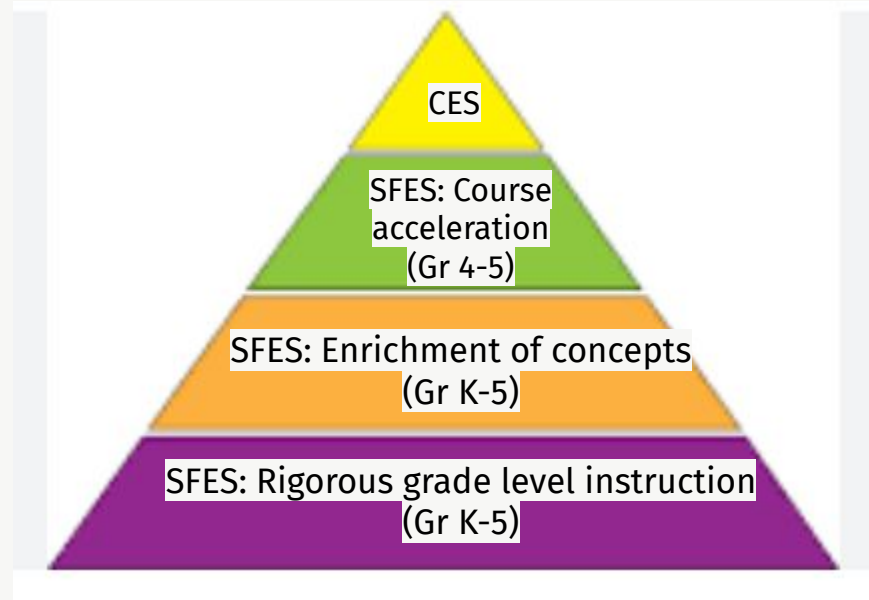 CES
SFES: Course
acceleration
(Gr 4-5)
SFES: Enrichment of concepts
(Gr K-5)
SFES: Rigorous grade level instruction
(Gr K-5)